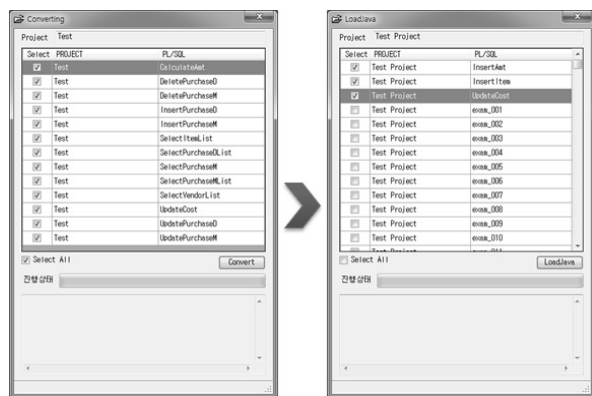 Converting
Project Test
Select PROJECT PL/SQL
Test CalculateAmt
Test DeletePurchaseD
Test DeletePurchaseM
Test InsertPurchaseD
Test InsertPurchaseM
Test SelectItemList
Test SelectPurchaseDList
Test SelectPurchaseM
Test SelectPurchaseMList
Test SelectVendorList
Test UpdateCost
Test UpdatePurchaseD
Test UpdatePurchaseM
Select All Convert
진행상태
LoadJava
Project Test Project
Select PROJECT PL/SQL
Test Project InsertAmt
Test Project InsertItem
Test Project UpdateCost
Test Project exam_001
Test Project exam_002
Test Project exam_003
Test Project exam_004
Test Project exam_005
Test Project exam_006
Test Project exam_007
Test Project exam_008
Test Project exam_009
Test Project exam_010
Select All LoadJava
진행상태